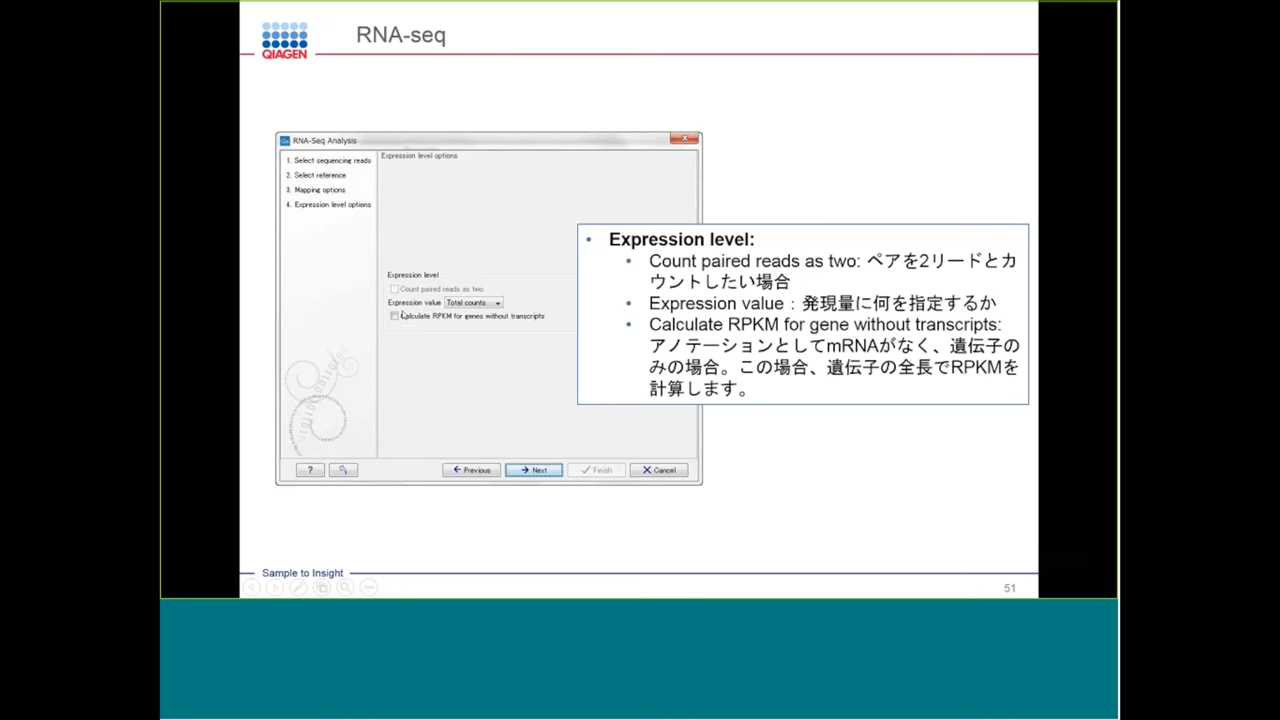 QIAGEN
RNA-seq
RNA-Seq Analysis
1. Select sequencing reads
2. Select reference
3. Mapping options
4. Expression level options
Expression level options
Expression level
Count paired reads as two
Expression value Total counts
Calculate RPKM for genes without transcripts
? Previous Next Finish Cancel
• Expression level:
• Count paired reads as two: ペアを2リードとカ
ウントしたい場合
• Expression value：発現量に何を指定するか
• Calculate RPKM for gene without transcripts:
アノテーションとしてmRNAがなく、遺伝子の
みの場合。この場合、遺伝子の全長でRPKMを
計算します。
Sample to Insight
51